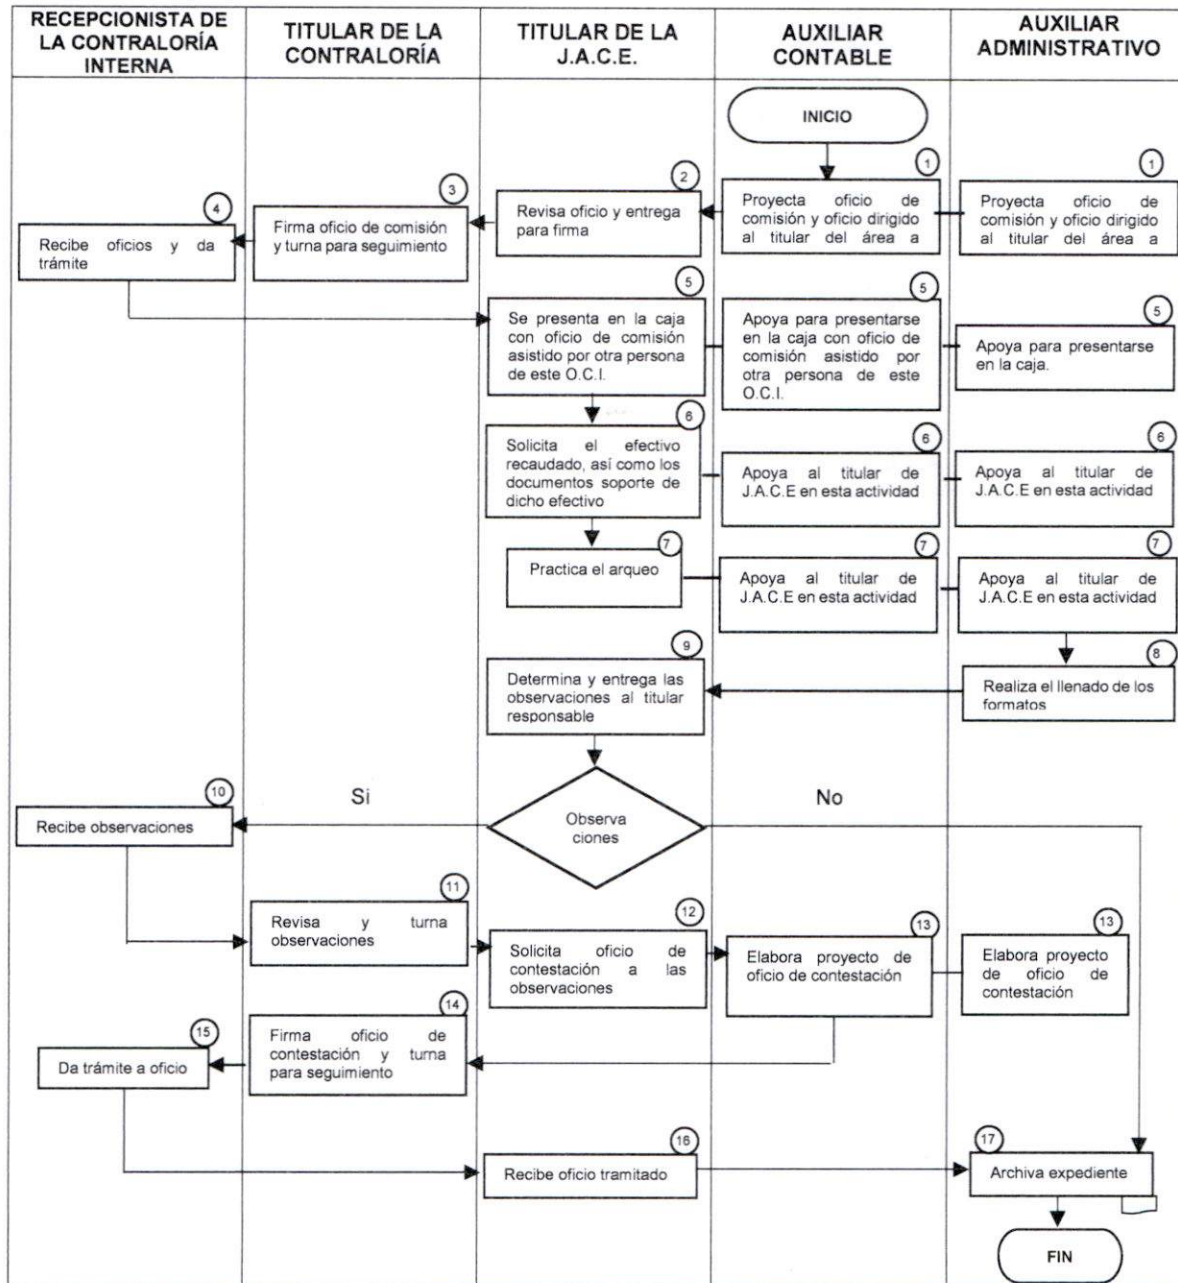 RECEPCIONISTA DE
LA CONTRALORÍA
INTERNA
TITULAR DE LA
CONTRALORÍA
TITULAR DE LA
J.A.C.E.
AUXILIAR
CONTABLE
AUXILIAR
ADMINISTRATIVO
INICIO
1
Proyecta oficio de
comisión y oficio dirigido
al titular del área a
1
Proyecta oficio de
comisión y oficio dirigido
al titular del área a
2
Revisa oficio y entrega
para firma
3
Firma oficio de comisión
y turna para seguimiento
4
Recibe oficios y da
trámite
5
Se presenta en la caja
con oficio de comisión
asistido por otra persona
de este O.C.I.
5
Apoya para presentarse
en la caja con oficio de
comisión asistido por
otra persona de este
O.C.I.
5
Apoya para presentarse
en la caja.
6
Solicita el efectivo
recaudado, así como los
documentos soporte de
dicho efectivo
6
Apoya al titular de
J.A.C.E en esta actividad
6
Apoya al titular de
J.A.C.E en esta actividad
7
Practica el arqueo
7
Apoya al titular de
J.A.C.E en esta actividad
7
Apoya al titular de
J.A.C.E en esta actividad
8
Realiza el llenado de los
formatos
9
Determina y entrega las
observaciones al titular
responsable
Observa
ciones
Si
No
10
Recibe observaciones
11
Revisa y turna
observaciones
12
Solicita oficio de
contestación a las
observaciones
13
Elabora proyecto de
oficio de contestación
13
Elabora proyecto
de oficio de
contestación
14
Firma oficio de
contestación y turna
para seguimiento
15
Da trámite a oficio
16
Recibe oficio tramitado
17
Archiva expediente
FIN